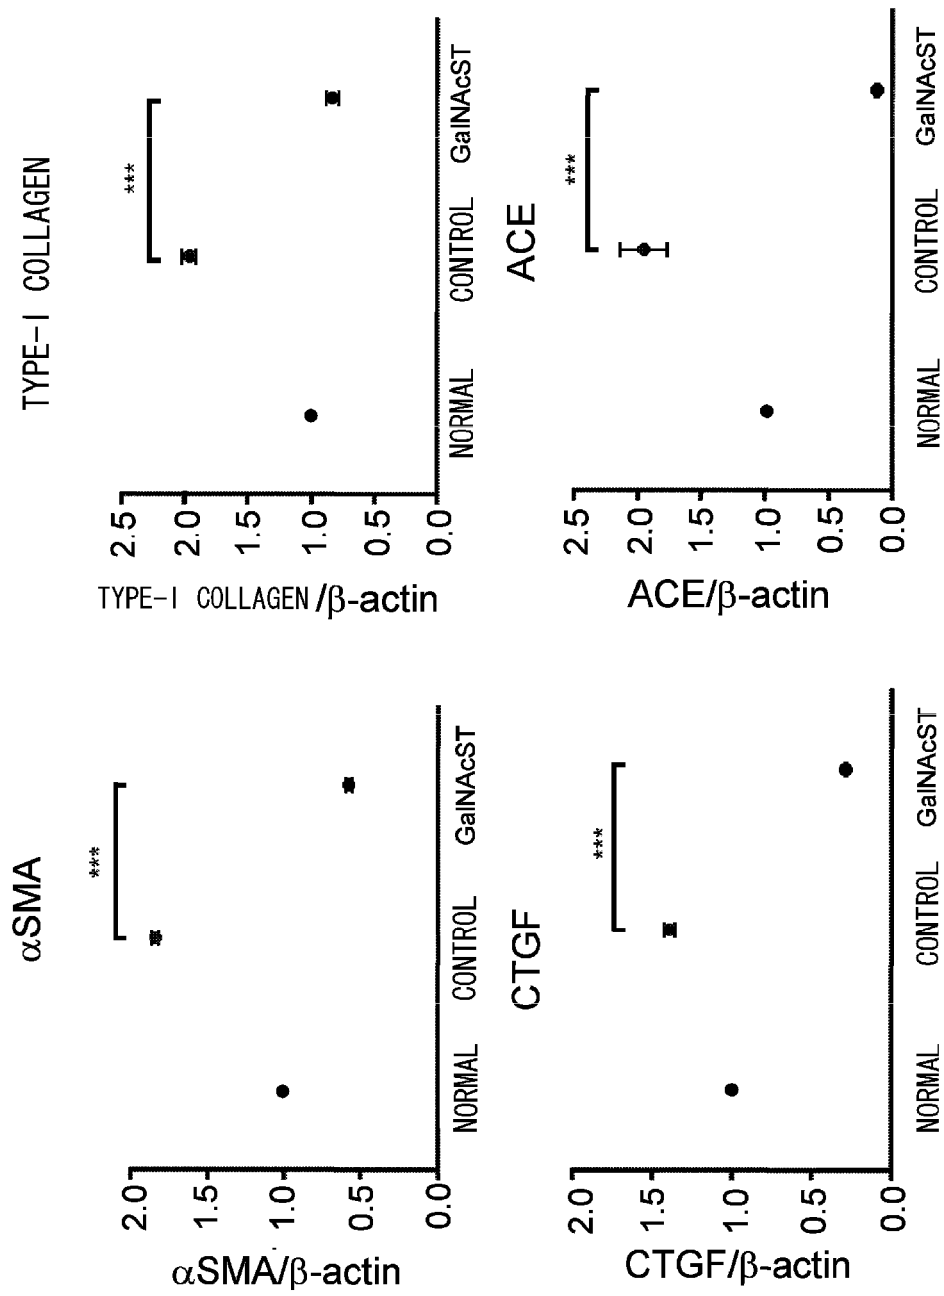 αSMA
αSMA/β-actin
2.0
1.5
1.0
0.5
0.0
***
NORMAL
CONTROL
GalNAcST
TYPE-I COLLAGEN
TYPE-I COLLAGEN/β-actin
2.5
2.0
1.5
1.0
0.5
0.0
***
NORMAL
CONTROL
GalNAcST
CTGF
CTGF/β-actin
2.0
1.5
1.0
0.5
0.0
***
NORMAL
CONTROL
GalNAcST
ACE
ACE/β-actin
2.5
2.0
1.5
1.0
0.5
0.0
***
NORMAL
CONTROL
GalNAcST